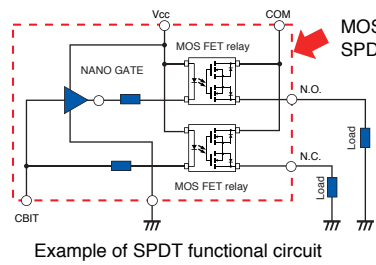 Vcc
COM
MOS
SPD
MOS FET relay
NANO GATE
N.O.
Load
N.C.
Load
MOS FET relay
CBIT
Example of SPDT functional circuit